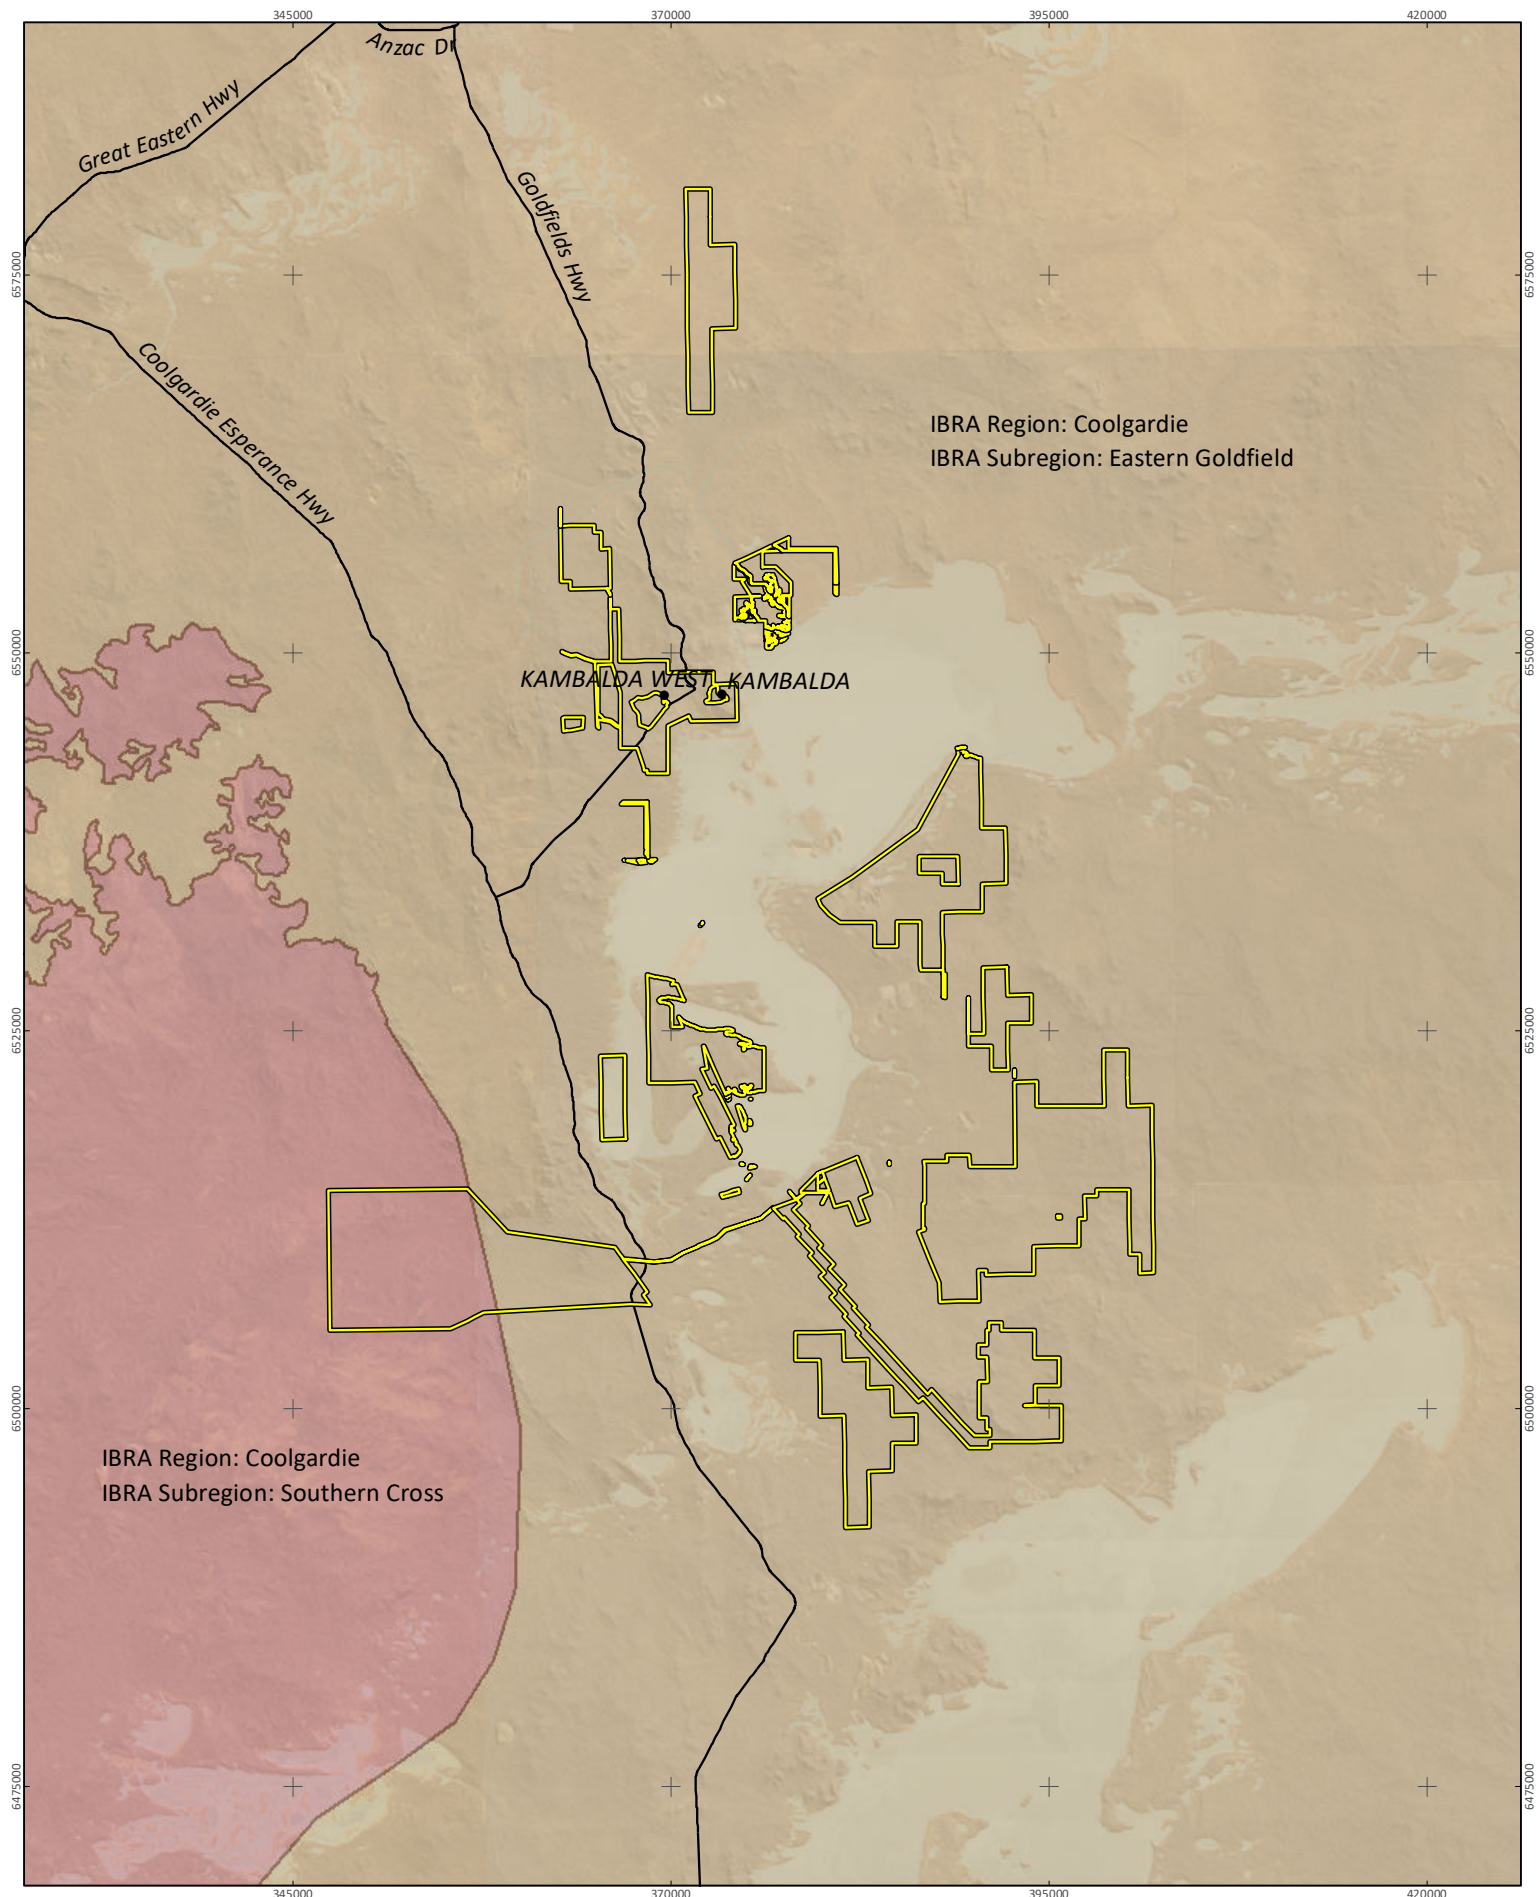 345000
370000
395000
420000
Anzac Dr
Great Eastern Hwy
Goldfields Hwy
6575000
6575000
Coolgardie Esperance Hwy
IBRA Region: Coolgardie
IBRA Subregion: Eastern Goldfield
6550000
6550000
KAMBALDA WEST
KAMBALDA
6525000
6525000
6500000
6500000
IBRA Region: Coolgardie
IBRA Subregion: Southern Cross
6475000
6475000
345000
370000
395000
420000